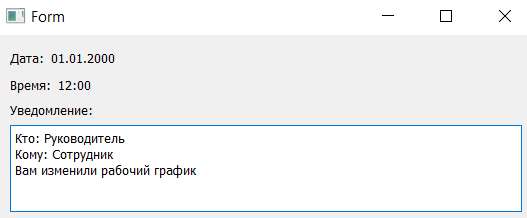 Form
Дата: 01.01.2000
Время: 12:00
Уведомление:
Кто: Руководитель
Кому: Сотрудник
Вам изменили рабочий график